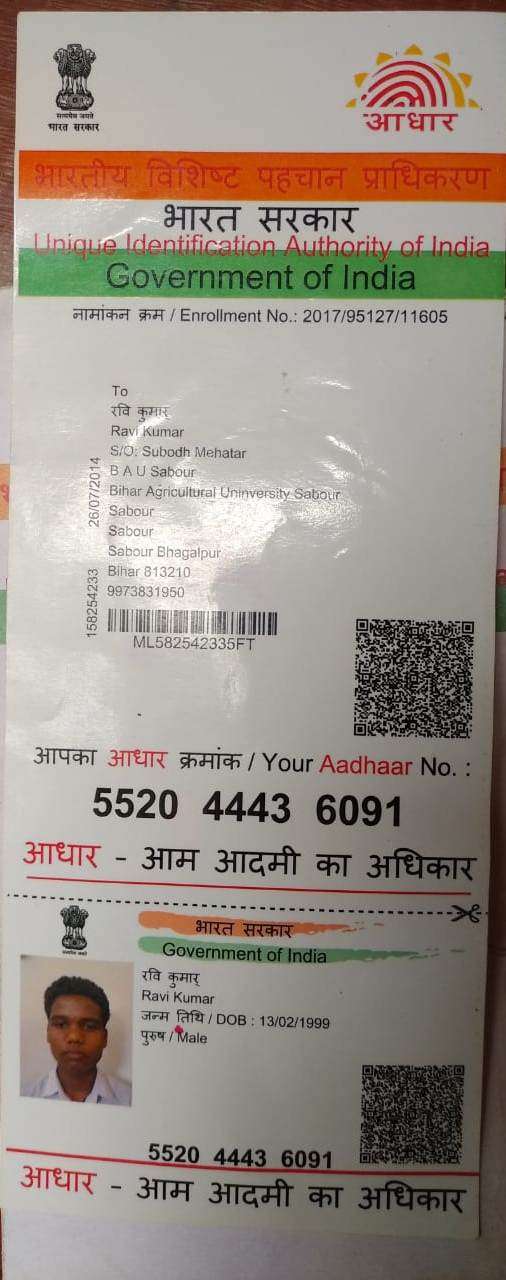 सत्यमेव जयते
भारत सरकार
आधार
भारतीय विशिष्ट पहचान प्राधिकरण
भारत सरकार
Unique Identification Authority of India
Government of India
नामांकन क्रम / Enrollment No.: 2017/95127/11605
To
रवि कुमार
Ravi Kumar
S/O: Subodh Mehatar
B A U Sabour
Bihar Agricultural Uninversity Sabour
Sabour
Sabour
Sabour Bhagalpur
Bihar 813210
9973831950
158254233 26/07/2014
ML582542335FT
आपका आधार क्रमांक / Your Aadhaar No. :
5520 4443 6091
आधार - आम आदमी का अधिकार
भारत सरकार
Government of India
रवि कुमार
Ravi Kumar
जन्म तिथि / DOB : 13/02/1999
पुरुष / Male
5520 4443 6091
आधार - आम आदमी का अधिकार